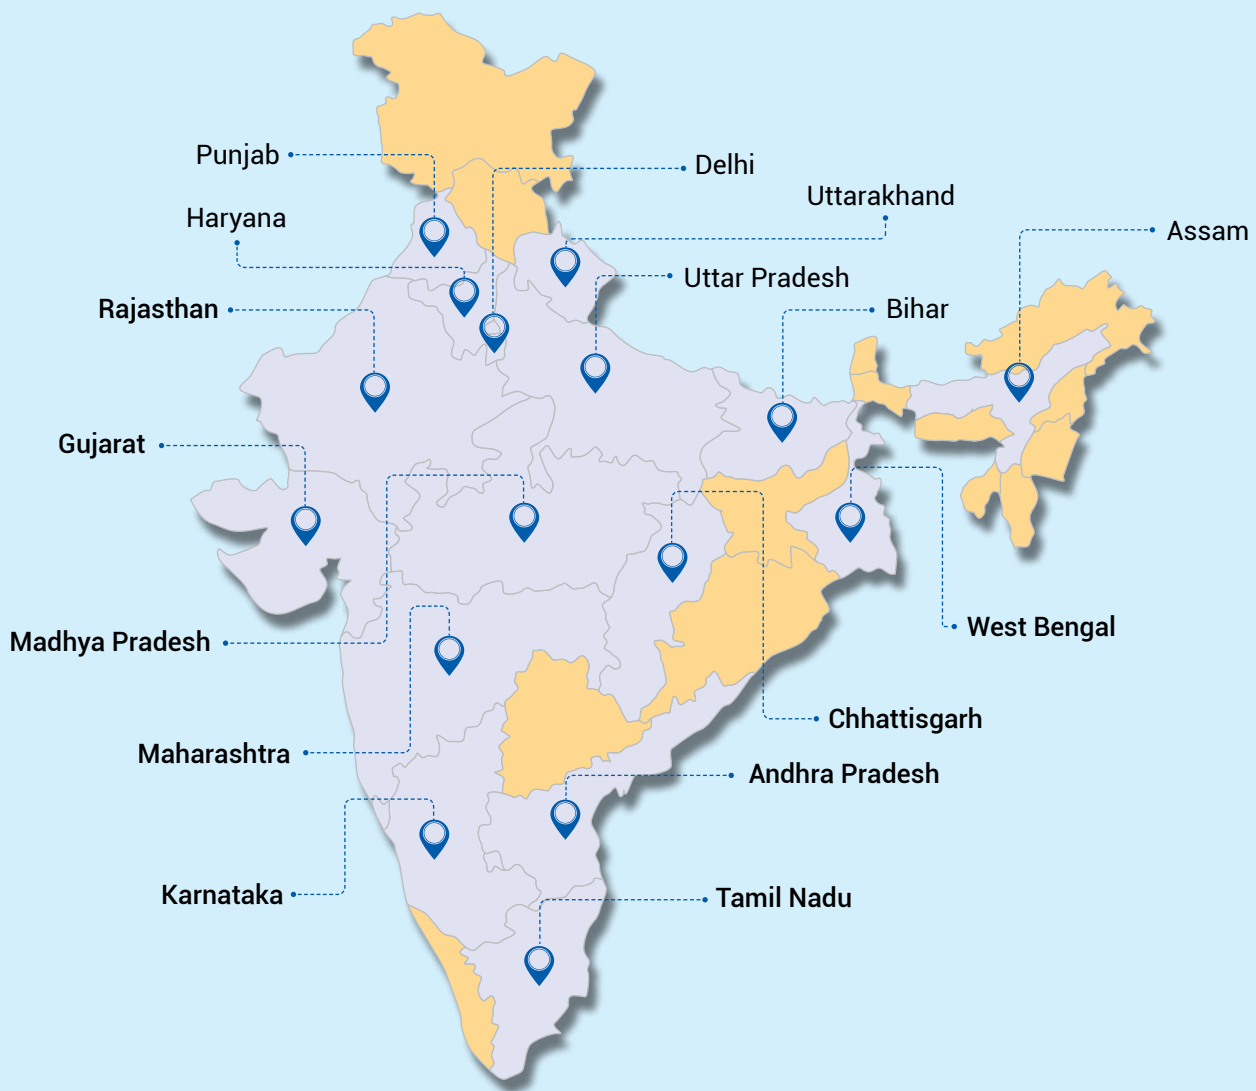 Punjab
Delhi
Uttarakhand
Haryana
Assam
Uttar Pradesh
Rajasthan
Bihar
Gujarat
Madhya Pradesh
West Bengal
Chhattisgarh
Maharashtra
Andhra Pradesh
Karnataka
Tamil Nadu